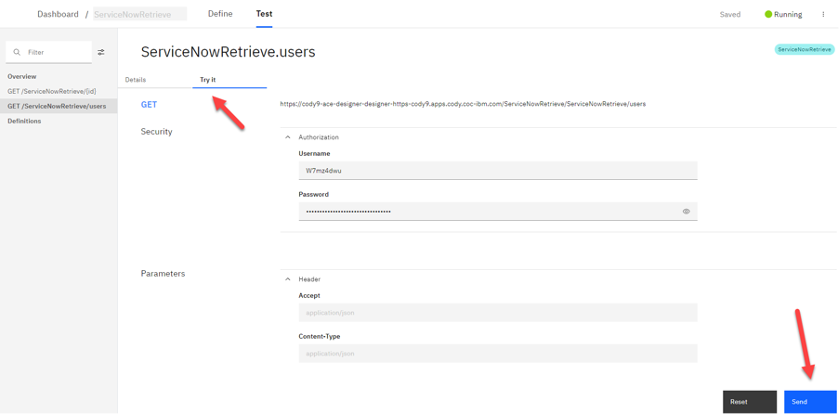 Dashboard / ServiceNowRetrieve Define Test Saved Running
Filter
Overview
GET /ServiceNowRetrieve/{id}
GET /ServiceNowRetrieve/users
Definitions
ServiceNowRetrieve.users
ServiceNowRetrieve
Details Try it
GET https://cody9-ace-designer-designer-https-cody9.apps.cody.coc-ibm.com/ServiceNowRetrieve/ServiceNowRetrieve/users
Security Authorization
Username
W7mz4dwu
Password
••••••••••••••••••••••••••••••••
Parameters Header
Accept
application/json
Content-Type
application/json
Reset Send